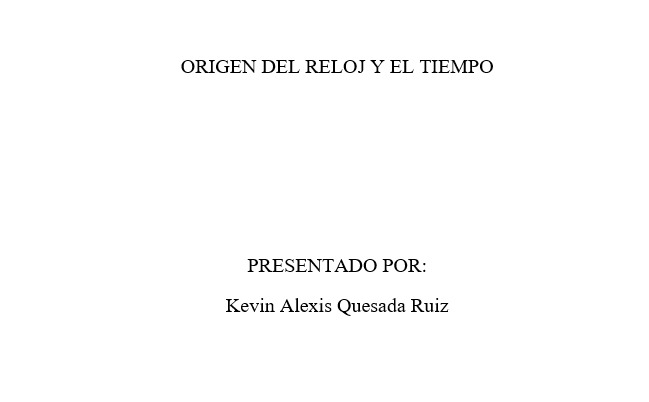 ORIGEN DEL RELOJ Y EL TIEMPO
PRESENTADO POR:
Kevin Alexis Quesada Ruiz